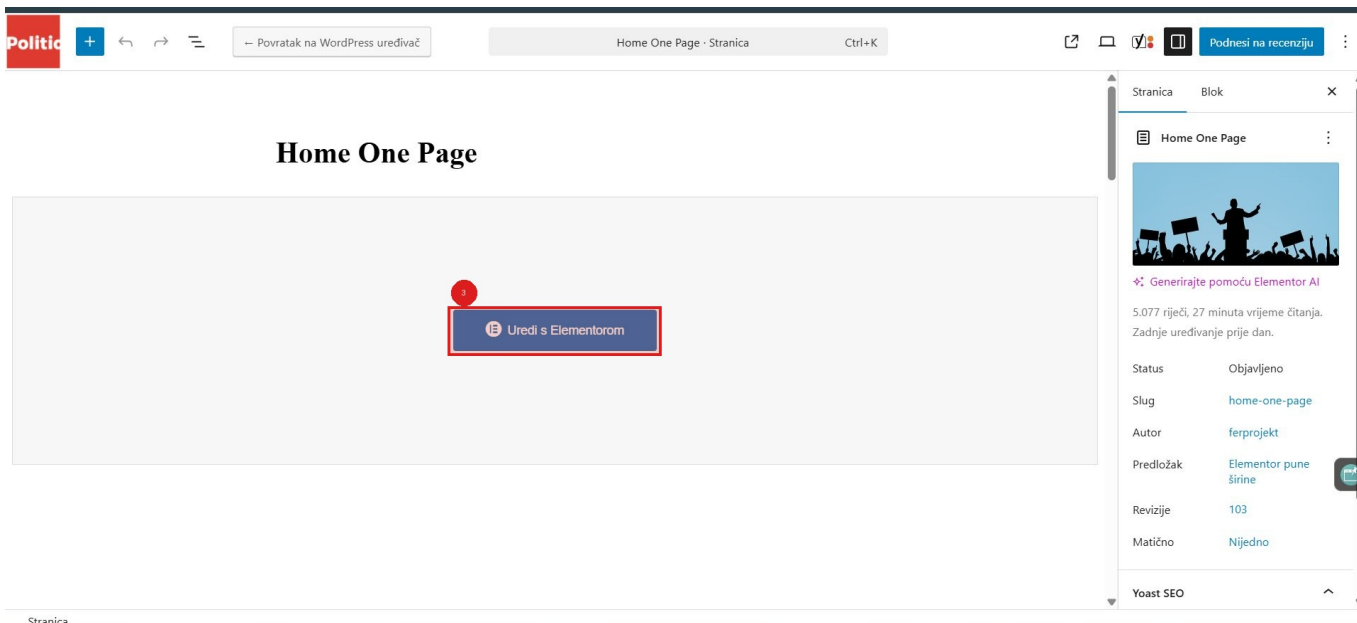 Politic
+
← Povratak na WordPress uređivač
Home One Page · Stranica
Ctrl+K
Podnesi na recenziju
Stranica
Blok
Home One Page
Home One Page
Generirajte pomoću Elementor AI
5.077 riječi, 27 minuta vrijeme čitanja.
Zadnje uređivanje prije dan.
3
Uredi s Elementorom
Status Objavljeno
Slug home-one-page
Autor ferprojekt
Predložak Elementor pune
širine
Revizije 103
Matično Nijedno
Yoast SEO
Stranica